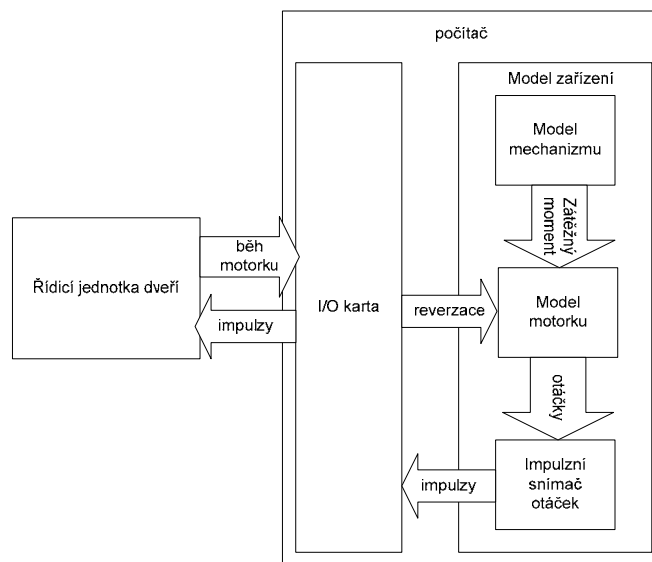 počítač
Model zařízení
Model
mechanizmu
Zátěžný
moment
Řídicí jednotka dveří
běh
motorku
impulzy
I/O karta
reverzace
Model
motorku
otáčky
impulzy
Impulzní
snímač
otáček